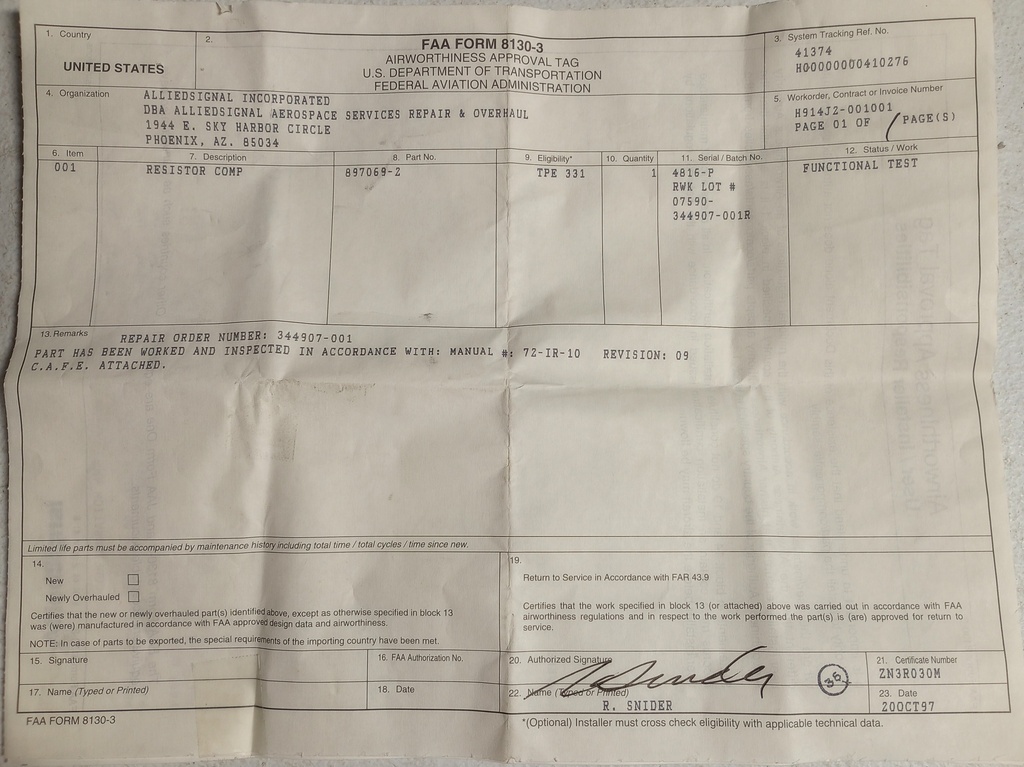 1. Country
UNITED STATES
2.
FAA FORM 8130-3
AIRWORTHINESS APPROVAL TAG
U.S. DEPARTMENT OF TRANSPORTATION
FEDERAL AVIATION ADMINISTRATION
3. System Tracking Ref. No.
41374
H00000000410276
4. Organization
ALLIEDSIGNAL INCORPORATED
DBA ALLIEDSIGNAL AEROSPACE SERVICES REPAIR & OVERHAUL
1944 E. SKY HARBOR CIRCLE
PHOENIX, AZ. 85034
5. Workorder, Contract or Invoice Number
H914J2-001001
PAGE 01 OF / PAGE(S)
6. Item
7. Description
8. Part No.
9. Eligibility*
10. Quantity
11. Serial / Batch No.
12. Status / Work
001
RESISTOR COMP
897069-2
TPE 331
1
4816-P
RWK LOT #
07590-
344907-001R
FUNCTIONAL TEST
13. Remarks
REPAIR ORDER NUMBER: 344907-001
PART HAS BEEN WORKED AND INSPECTED IN ACCORDANCE WITH: MANUAL #: 72-IR-10 REVISION: 09
C.A.F.E. ATTACHED.
Limited life parts must be accompanied by maintenance history including total time / total cycles / time since new.
14.
New
Newly Overhauled
Certifies that the new or newly overhauled part(s) identified above, except as otherwise specified in block 13
was (were) manufactured in accordance with FAA approved design data and airworthiness.
NOTE: In case of parts to be exported, the special requirements of the importing country have been met.
19.
Return to Service in Accordance with FAR 43.9
Certifies that the work specified in block 13 (or attached) above was carried out in accordance with FAA
airworthiness regulations and in respect to the work performed the part(s) is (are) approved for return to
service.
15. Signature
16. FAA Authorization No.
20. Authorized Signature
R Snider
35
21. Certificate Number
ZN3R030M
17. Name (Typed or Printed)
18. Date
22. Name (Typed or Printed)
R. SNIDER
23. Date
20OCT97
FAA FORM 8130-3
*(Optional) Installer must cross check eligibility with applicable technical data.